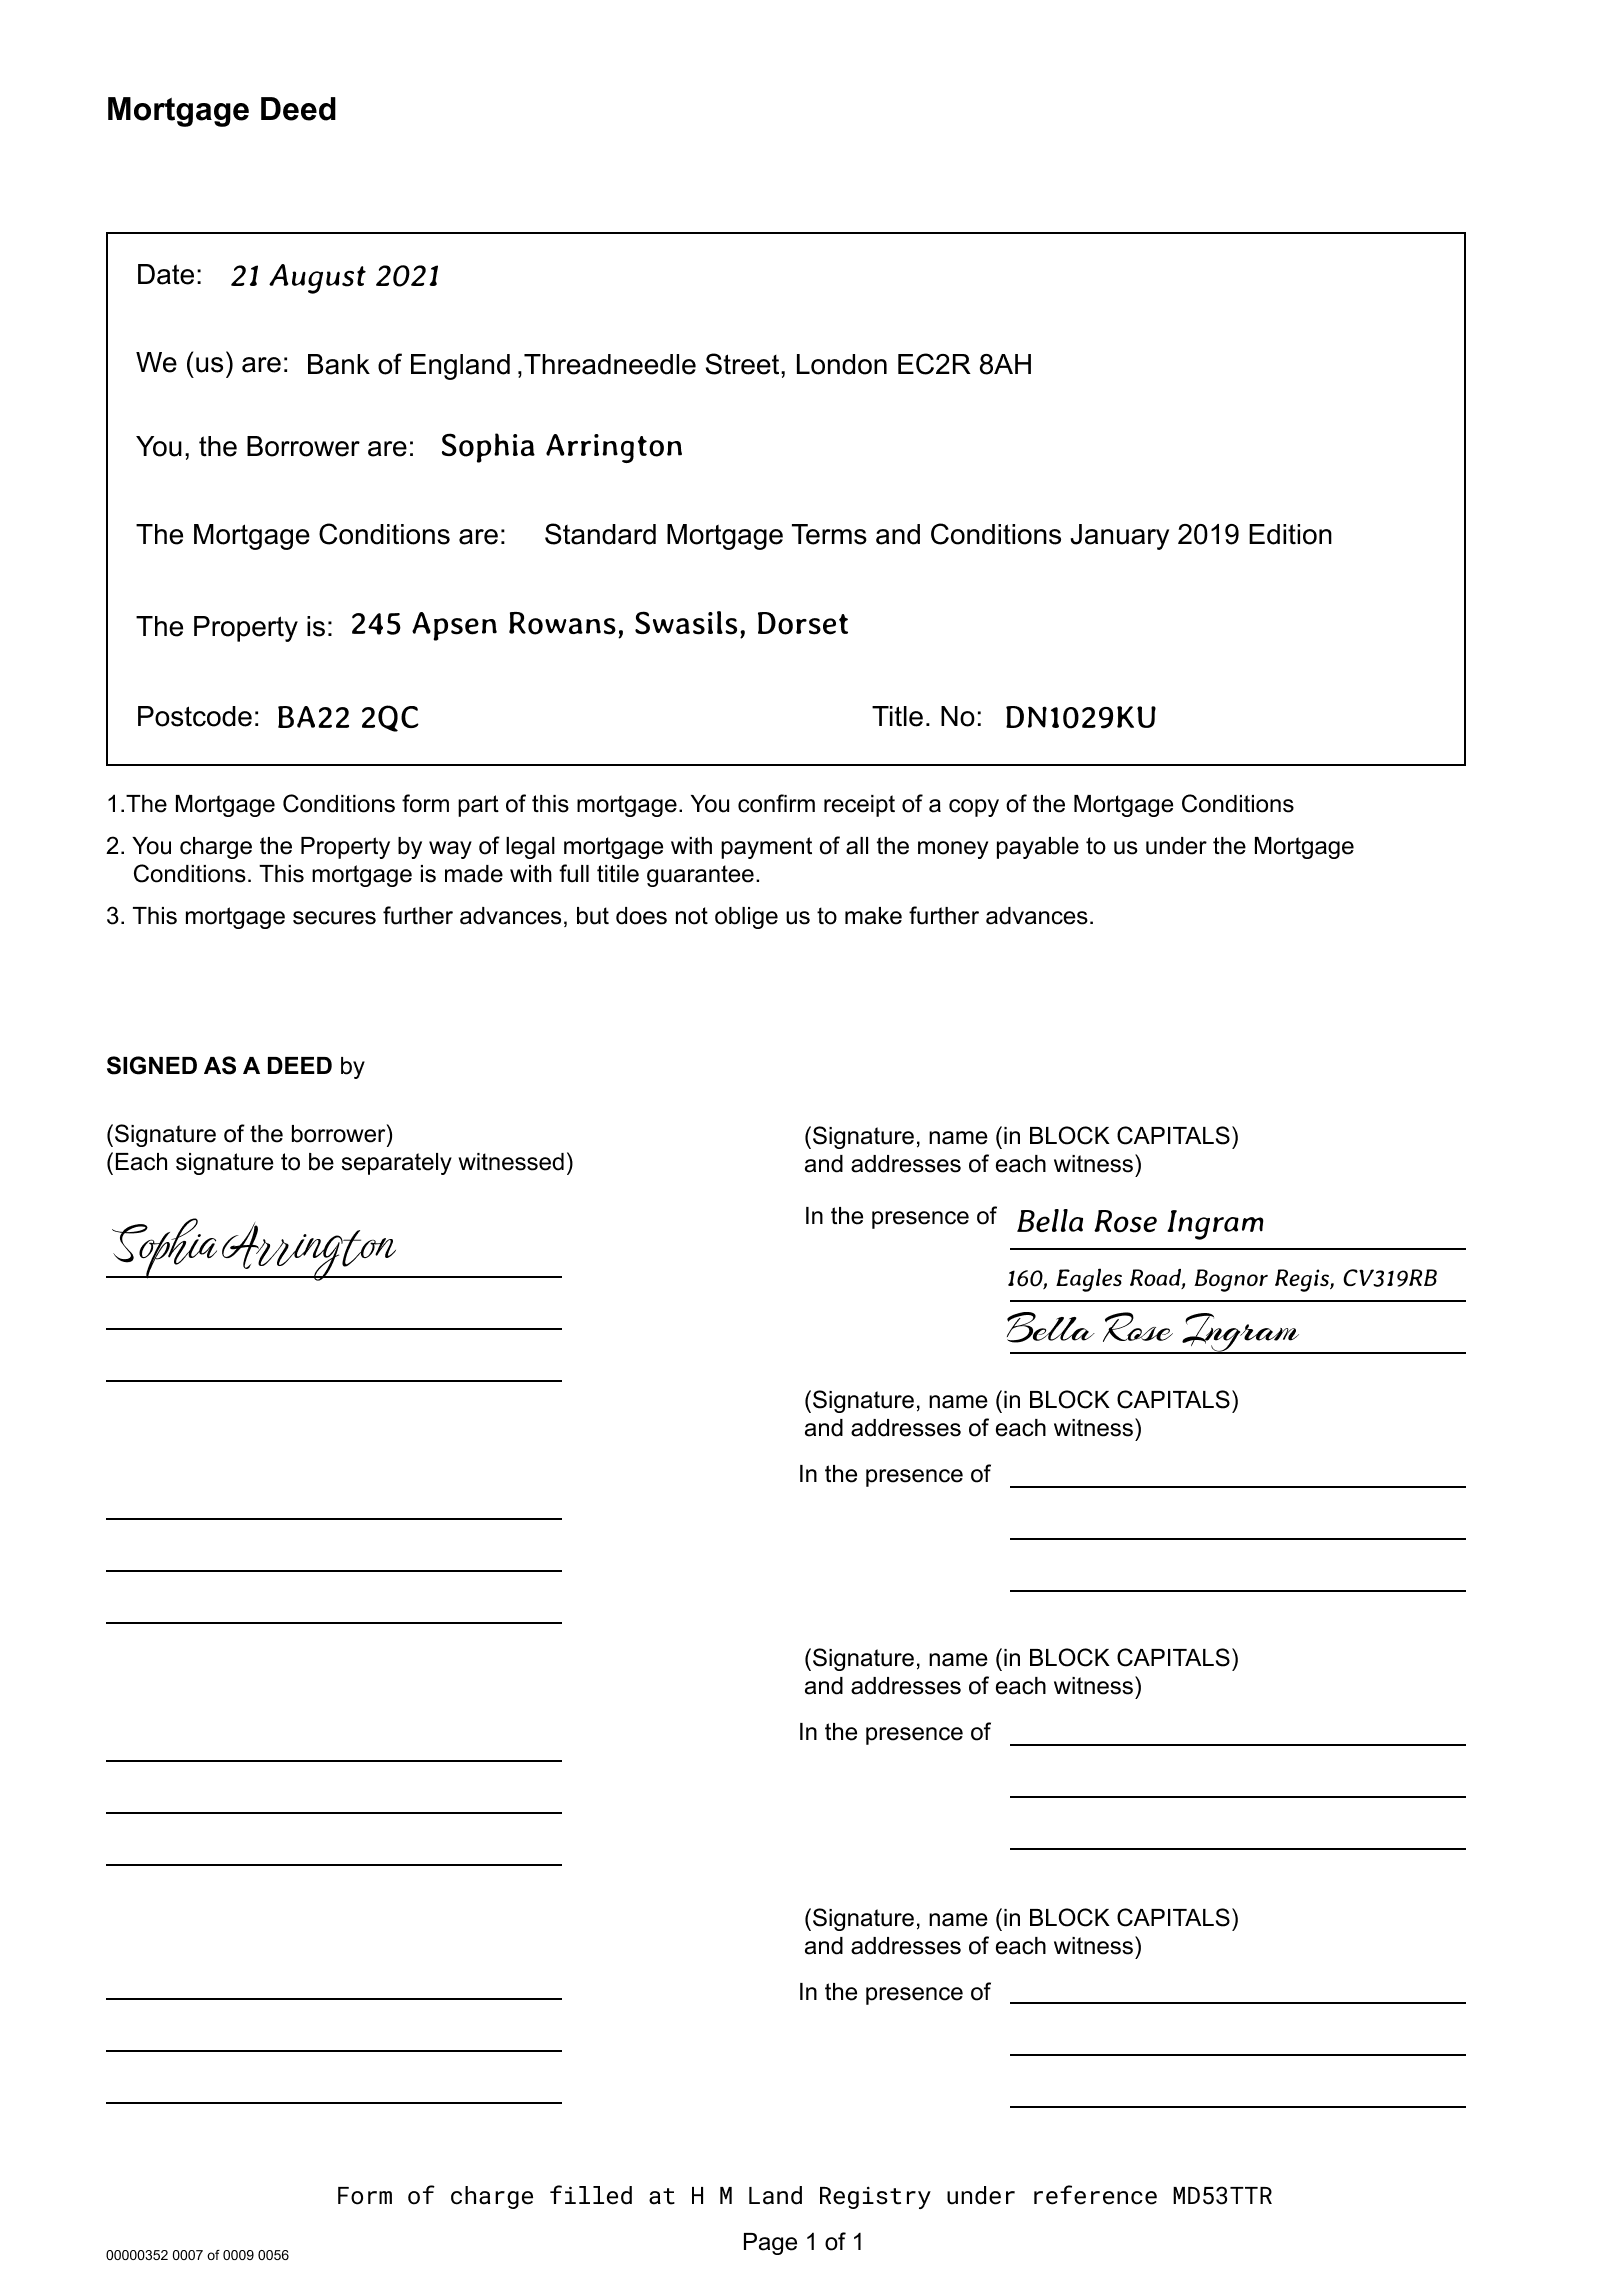 Mortgage Deed
Date: 21 August 2021
We (us) are: Bank of England ,Threadneedle Street, London EC2R 8AH
You, the Borrower are: Sophia Arrington
The Mortgage Conditions are: Standard Mortgage Terms and Conditions January 2019 Edition
The Property is: 245 Apsen Rowans, Swasils, Dorset
Postcode: BA22 2QC Title. No: DN1029KU
1.The Mortgage Conditions form part of this mortgage. You confirm receipt of a copy of the Mortgage Conditions
2. You charge the Property by way of legal mortgage with payment of all the money payable to us under the Mortgage
Conditions. This mortgage is made with full titile guarantee.
3. This mortgage secures further advances, but does not oblige us to make further advances.
SIGNED AS A DEED by
(Signature of the borrower)
(Each signature to be separately witnessed)
Sophia Arrington
(Signature, name (in BLOCK CAPITALS)
and addresses of each witness)
In the presence of Bella Rose Ingram
160, Eagles Road, Bognor Regis, CV319RB
Bella Rose Ingram
(Signature, name (in BLOCK CAPITALS)
and addresses of each witness)
In the presence of
(Signature, name (in BLOCK CAPITALS)
and addresses of each witness)
In the presence of
(Signature, name (in BLOCK CAPITALS)
and addresses of each witness)
In the presence of
Form of charge filled at H M Land Registry under reference MD53TTR
Page 1 of 1
00000352 0007 of 0009 0056